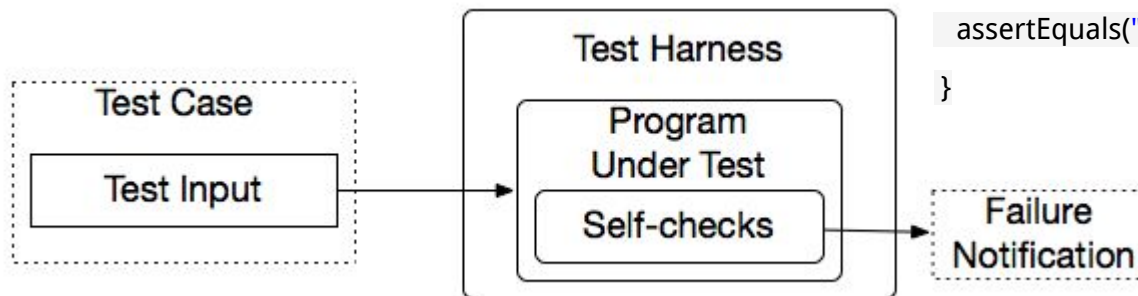 assertEquals("
}
Test Harness
Test Case
Program
Under Test
Test Input
Self-checks
Failure
Notification